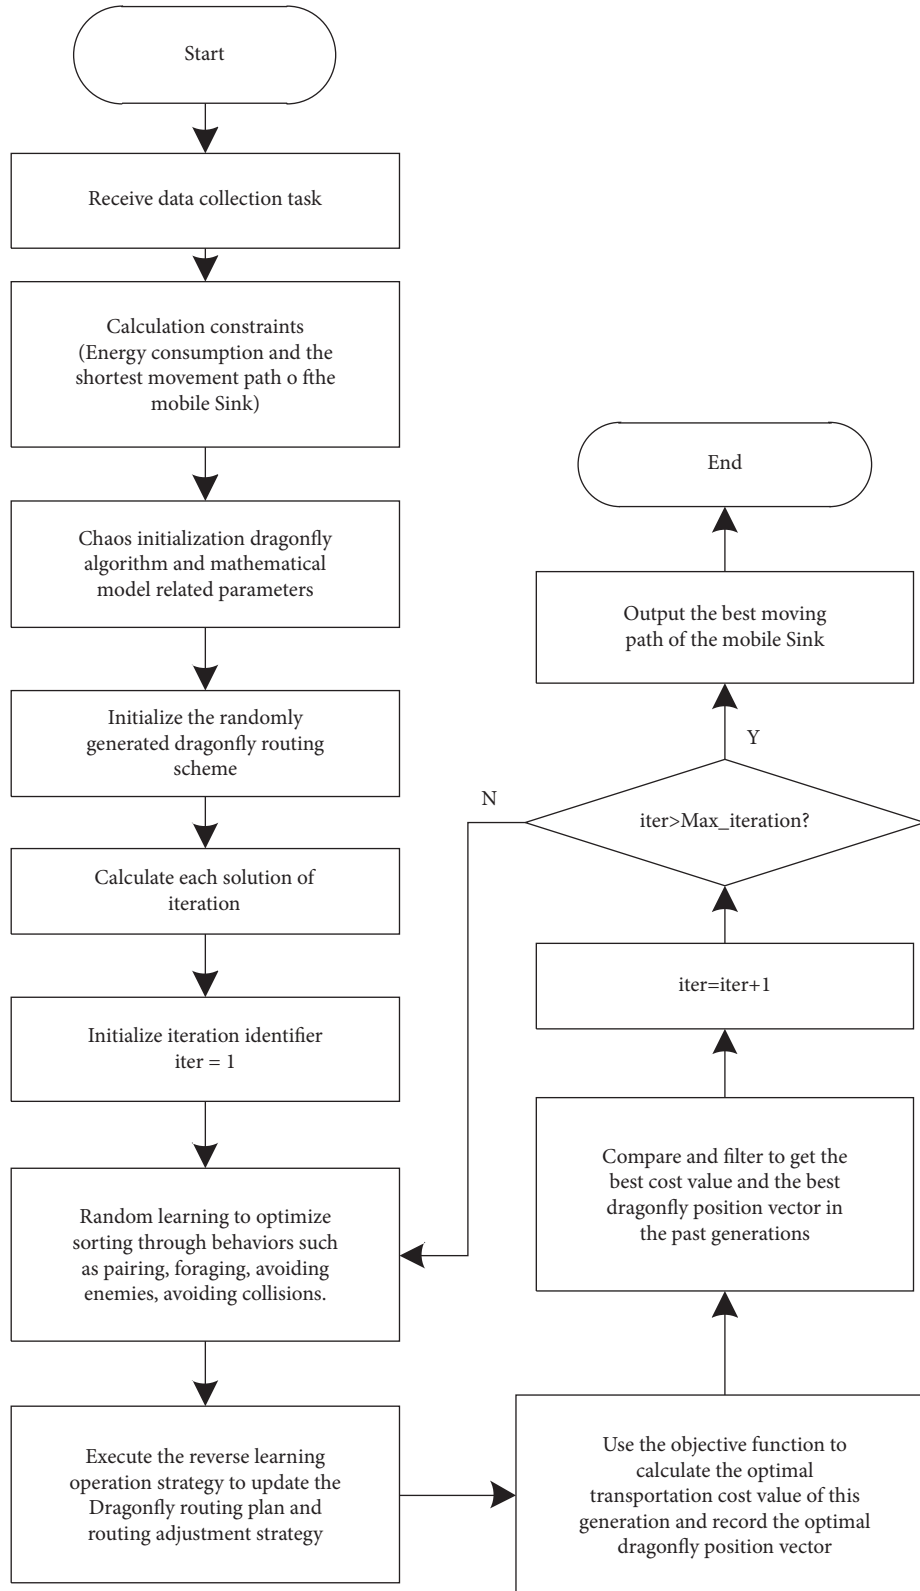 Start
Receive data collection task
Calculation constraints
(Energy consumption and the
shortest movement path o fthe
mobile Sink)
Chaos initialization dragonfly
algorithm and mathematical
model related parameters
Initialize the randomly
generated dragonfly routing
scheme
Calculate each solution of
iteration
Initialize iteration identifier
iter = 1
Random learning to optimize
sorting through behaviors such
as pairing, foraging, avoiding
enemies, avoiding collisions.
Execute the reverse learning
operation strategy to update the
Dragonfly routing plan and
routing adjustment strategy
Use the objective function to
calculate the optimal
transportation cost value of this
generation and record the optimal
dragonfly position vector
Compare and filter to get the
best cost value and the best
dragonfly position vector in
the past generations
iter=iter+1
iter>Max_iteration?
N
Y
Output the best moving
path of the mobile Sink
End